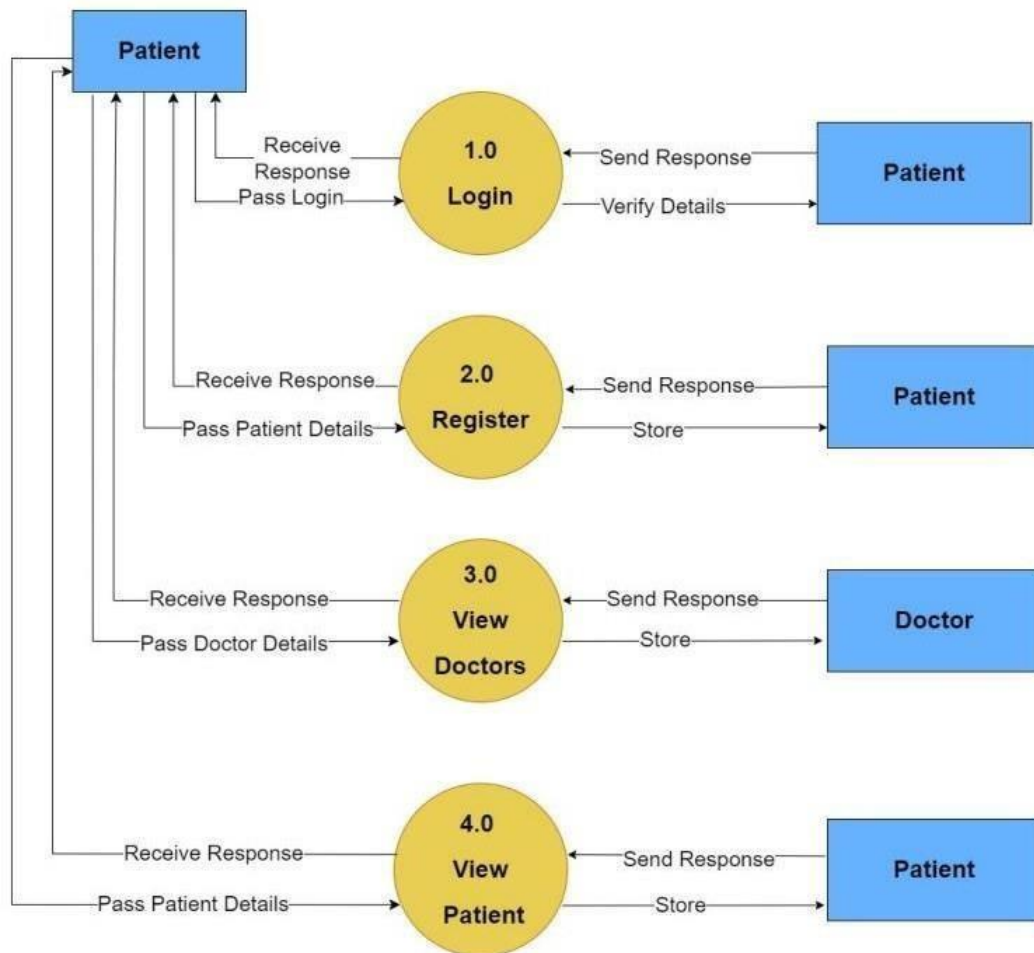 Patient
Receive
Response
Pass Login
1.0
Login
Send Response
Verify Details
Patient
Receive Response
Pass Patient Details
2.0
Register
Send Response
Store
Patient
Receive Response
Pass Doctor Details
3.0
View
Doctors
Send Response
Store
Doctor
Receive Response
Pass Patient Details
4.0
View
Patient
Send Response
Store
Patient